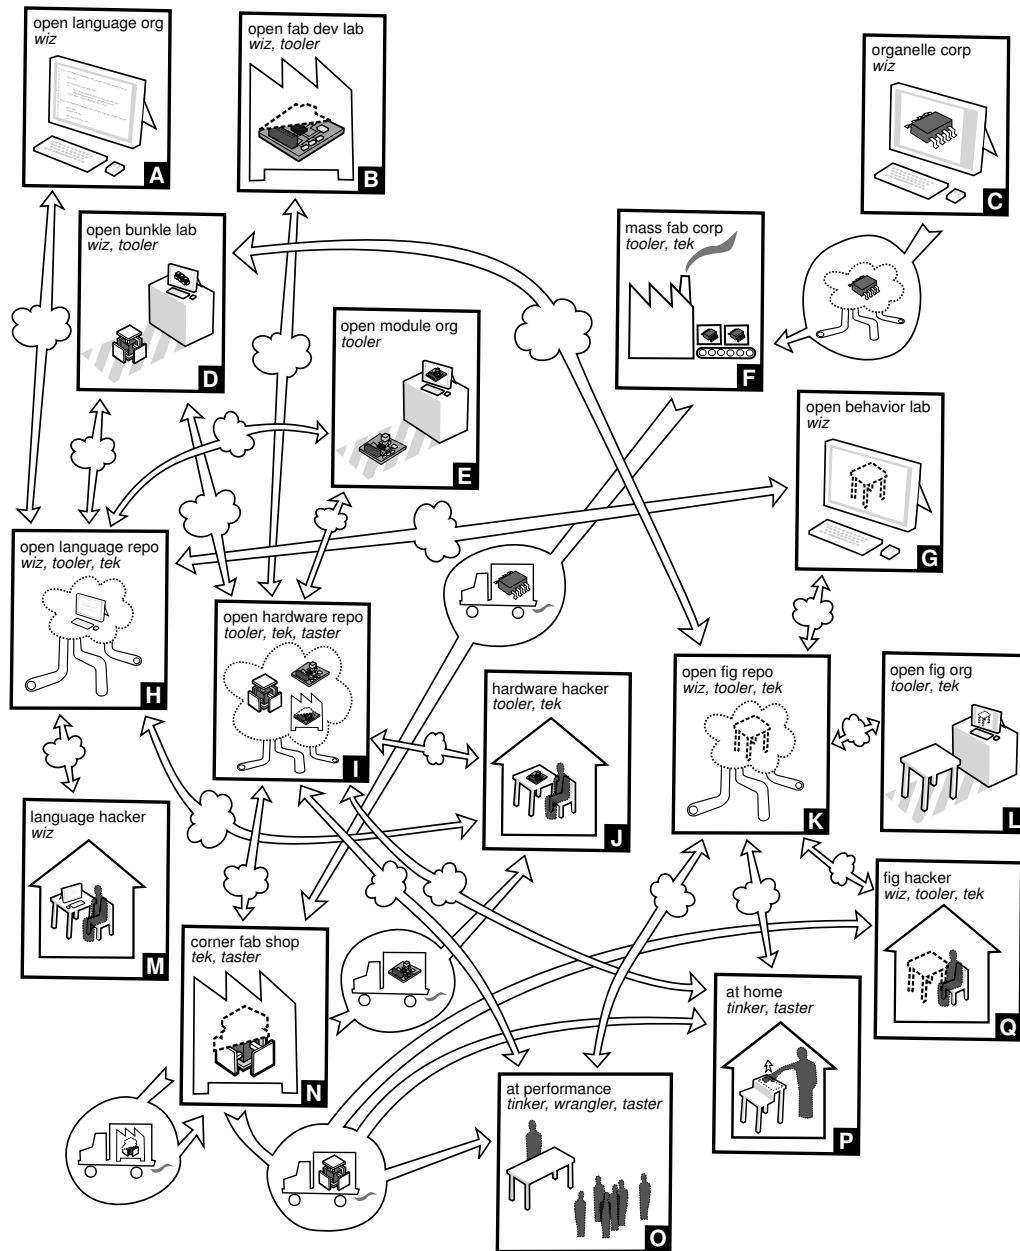 open language org
wiz
A
open fab dev lab
wiz, tooler
B
organelle corp
wiz
C
open bunkle lab
wiz, tooler
D
open module org
tooler
E
mass fab corp
tooler, tek
F
open behavior lab
wiz
G
open language repo
wiz, tooler, tek
H
open hardware repo
tooler, tek, taster
I
hardware hacker
tooler, tek
J
open fig repo
wiz, tooler, tek
K
open fig org
tooler, tek
L
language hacker
wiz
M
corner fab shop
tek, taster
N
at performance
tinker, wrangler, taster
O
at home
tinker, taster
P
fig hacker
wiz, tooler, tek
Q